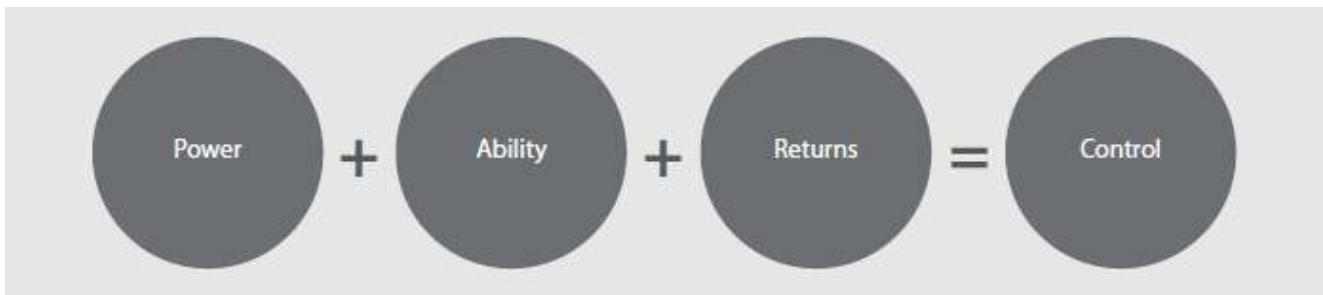 Power + Ability + Returns = Control